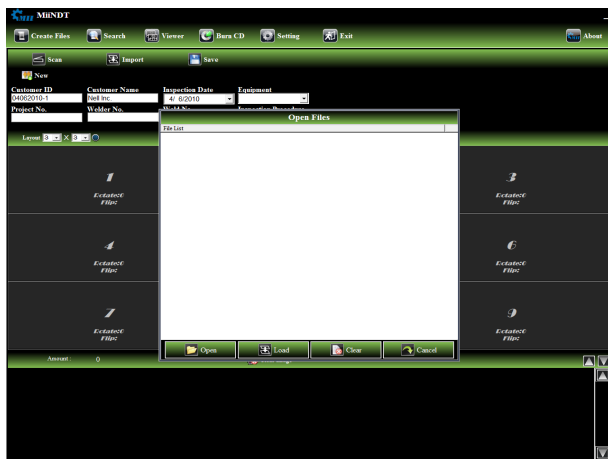 MiiNDT
Create Files Search Viewer Burn CD Setting Exit About
Scan Import Save
New
Customer ID Customer Name Inspection Date Equipment
04062010-1 Nell Inc. 4/ 6/2010
Project No. Welder No.
Open Files
File List
Layout 3 X 3
1
Rotate:0
Flip:
3
Rotate:0
Flip:
4
Rotate:0
Flip:
6
Rotate:0
Flip:
7
Rotate:0
Flip:
9
Rotate:0
Flip:
Open Load Clear Cancel
Amount : 0